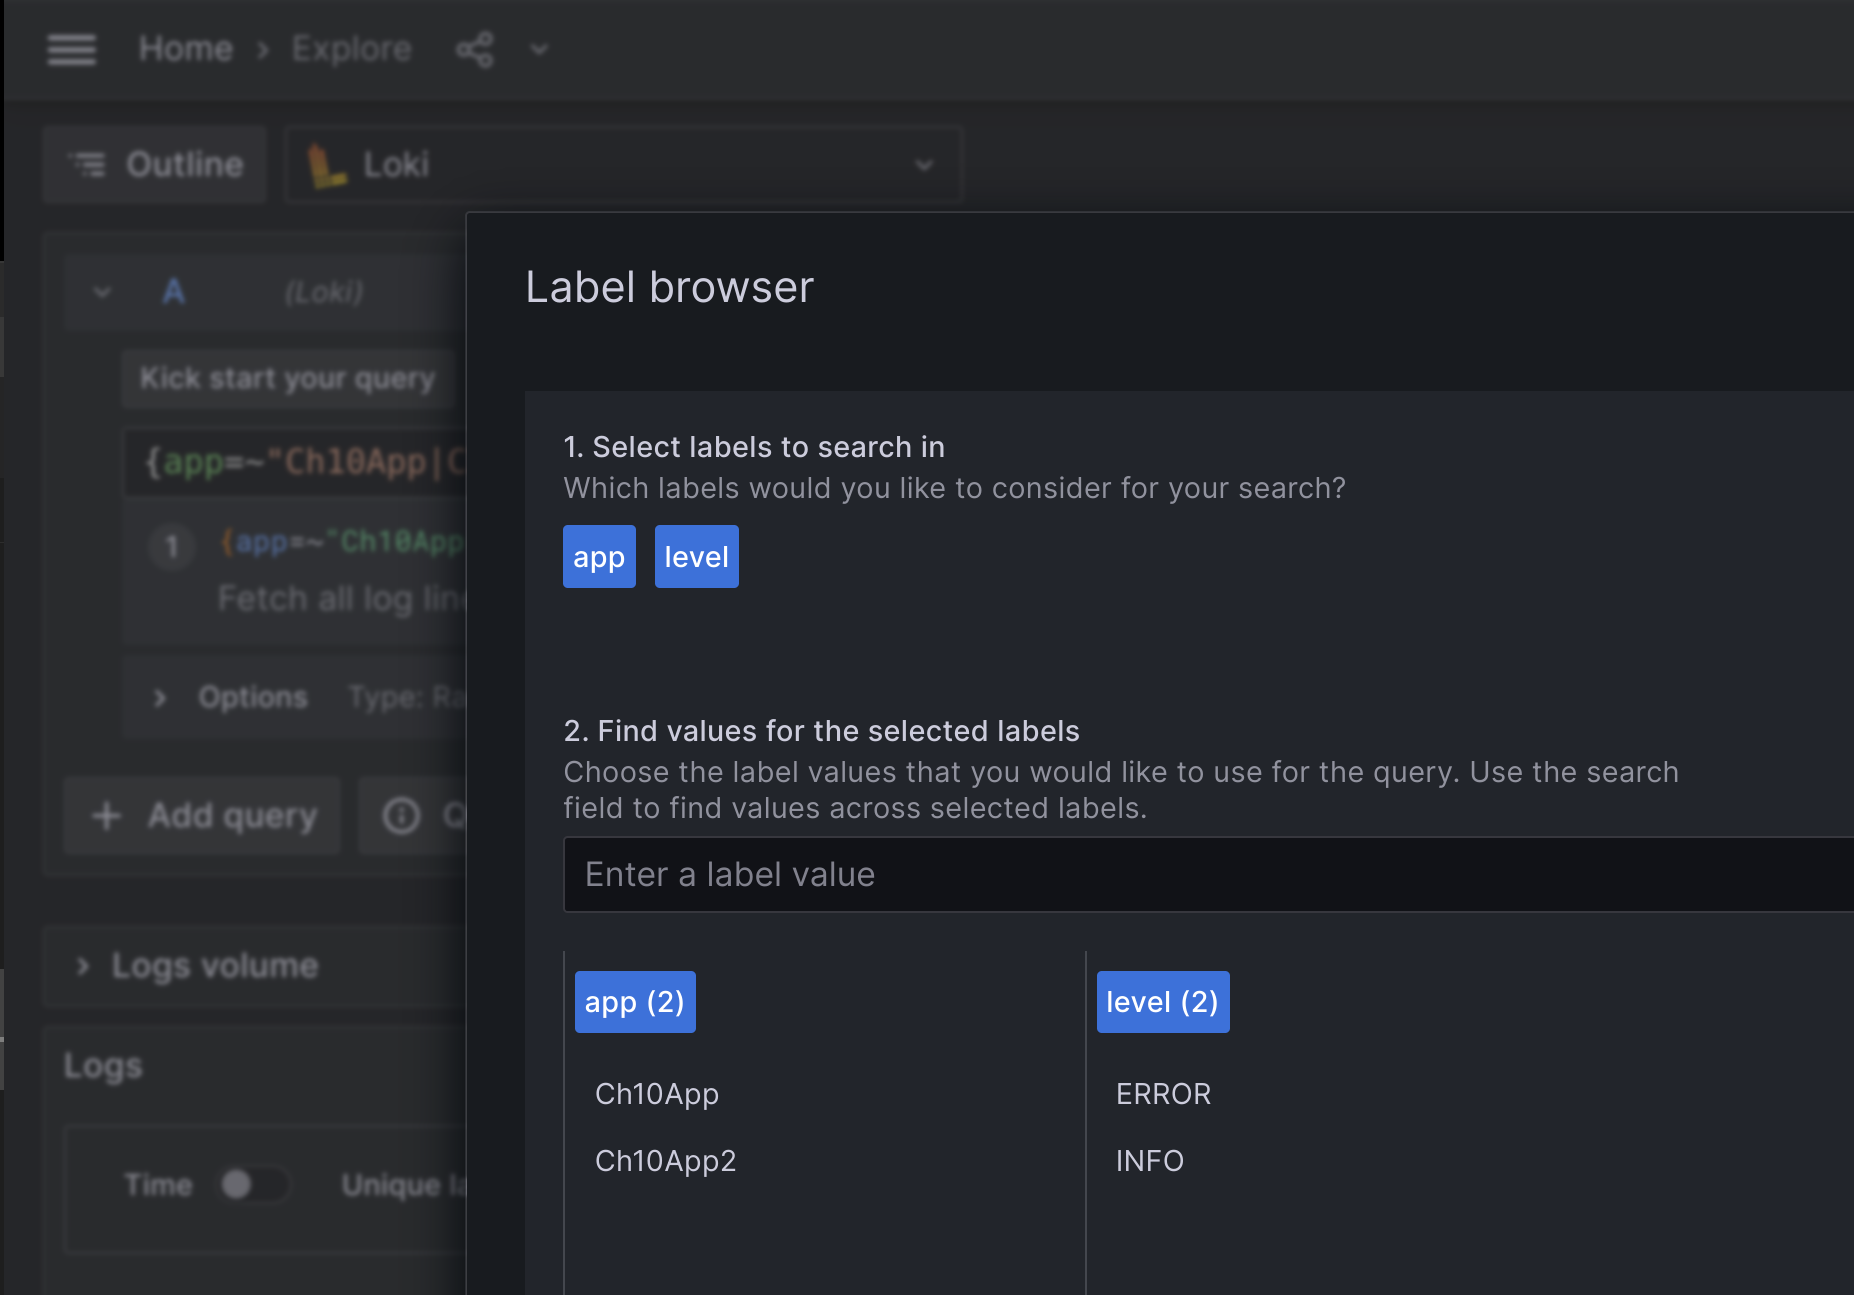 Home › Explore
Outline
Loki
A (Loki)
Kick start your query
{app=~"Ch10App|C
1 {app=~"Ch10App
Fetch all log line
Options Type: Ra
+ Add query
Logs volume
Logs
Time Unique la
Label browser
1. Select labels to search in
Which labels would you like to consider for your search?
app level
2. Find values for the selected labels
Choose the label values that you would like to use for the query. Use the search
field to find values across selected labels.
Enter a label value
app (2) level (2)
Ch10App ERROR
Ch10App2 INFO